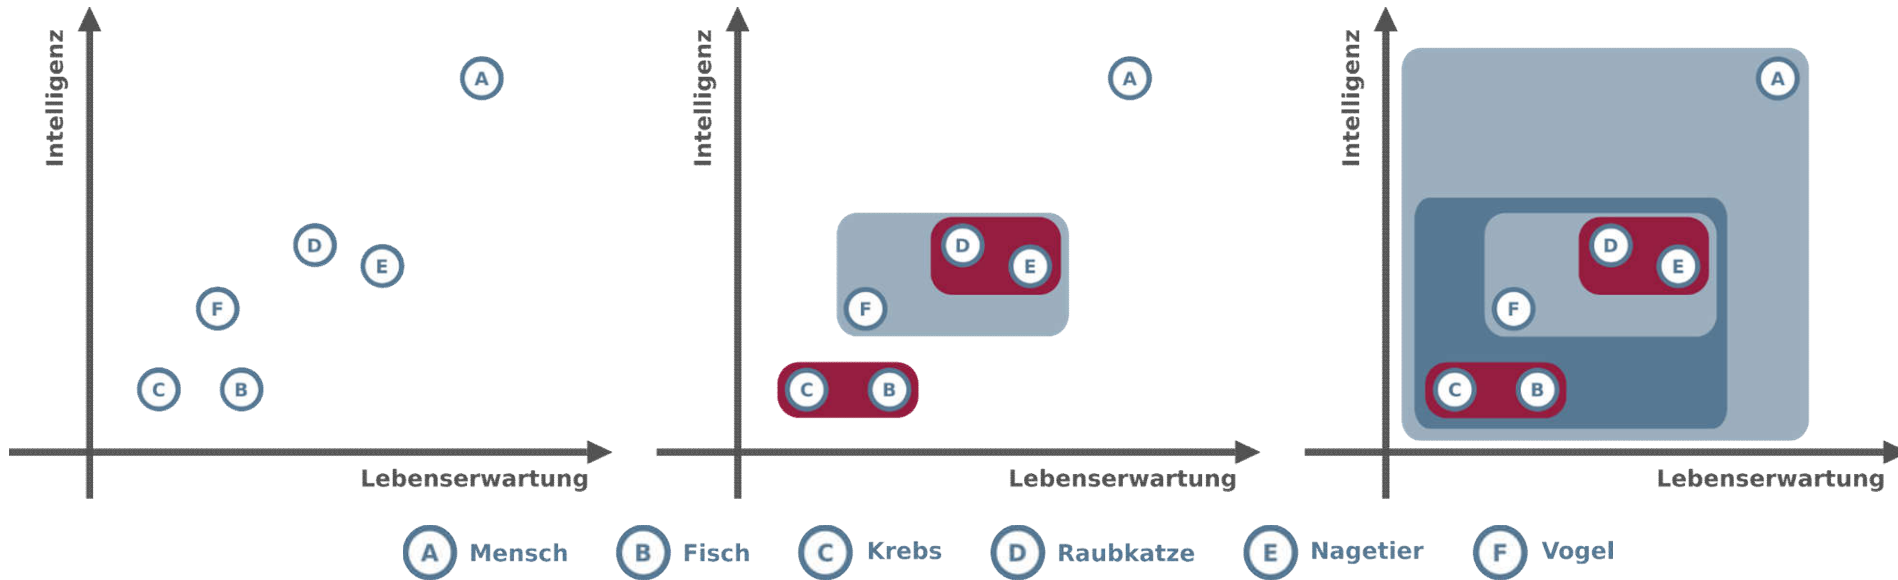 Intelligenz
A
D
E
F
C
B
Lebenserwartung
Intelligenz
A
D
E
F
C
B
Lebenserwartung
Intelligenz
A
D
E
F
C
B
Lebenserwartung
A Mensch
B Fisch
C Krebs
D Raubkatze
E Nagetier
F Vogel